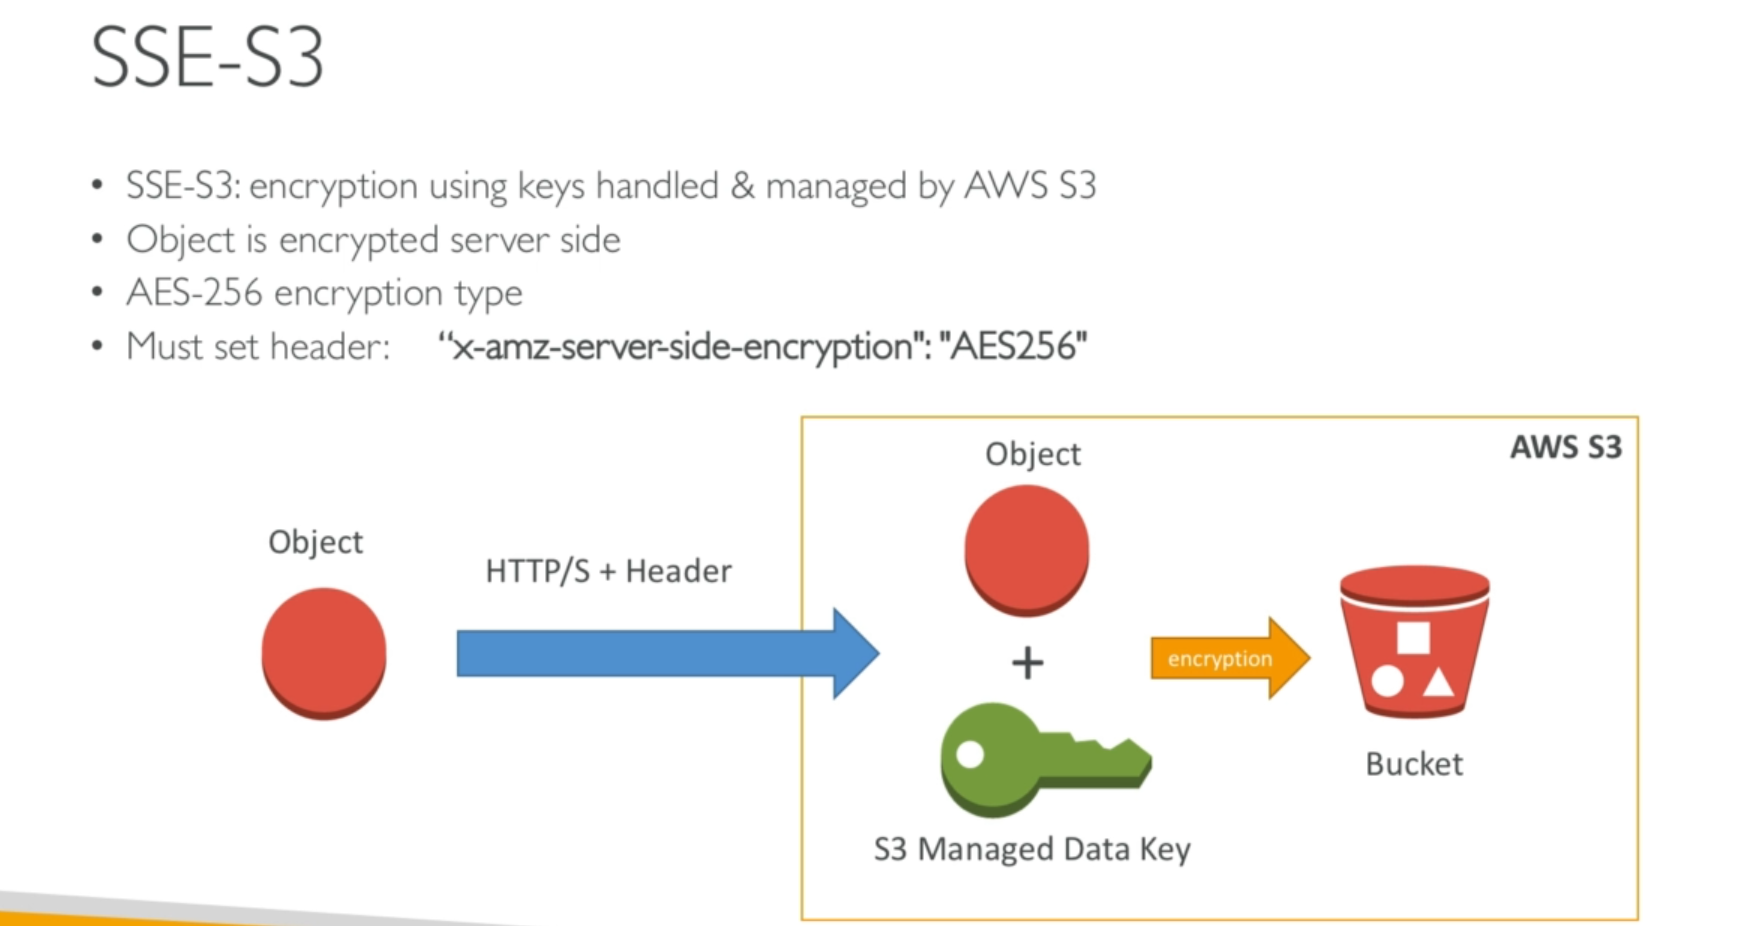 SSE-S3
• SSE-S3: encryption using keys handled & managed by AWS S3
• Object is encrypted server side
• AES-256 encryption type
• Must set header: “x-amz-server-side-encryption": "AES256"
AWS S3
Object
Object
HTTP/S + Header
+
encryption
Bucket
S3 Managed Data Key